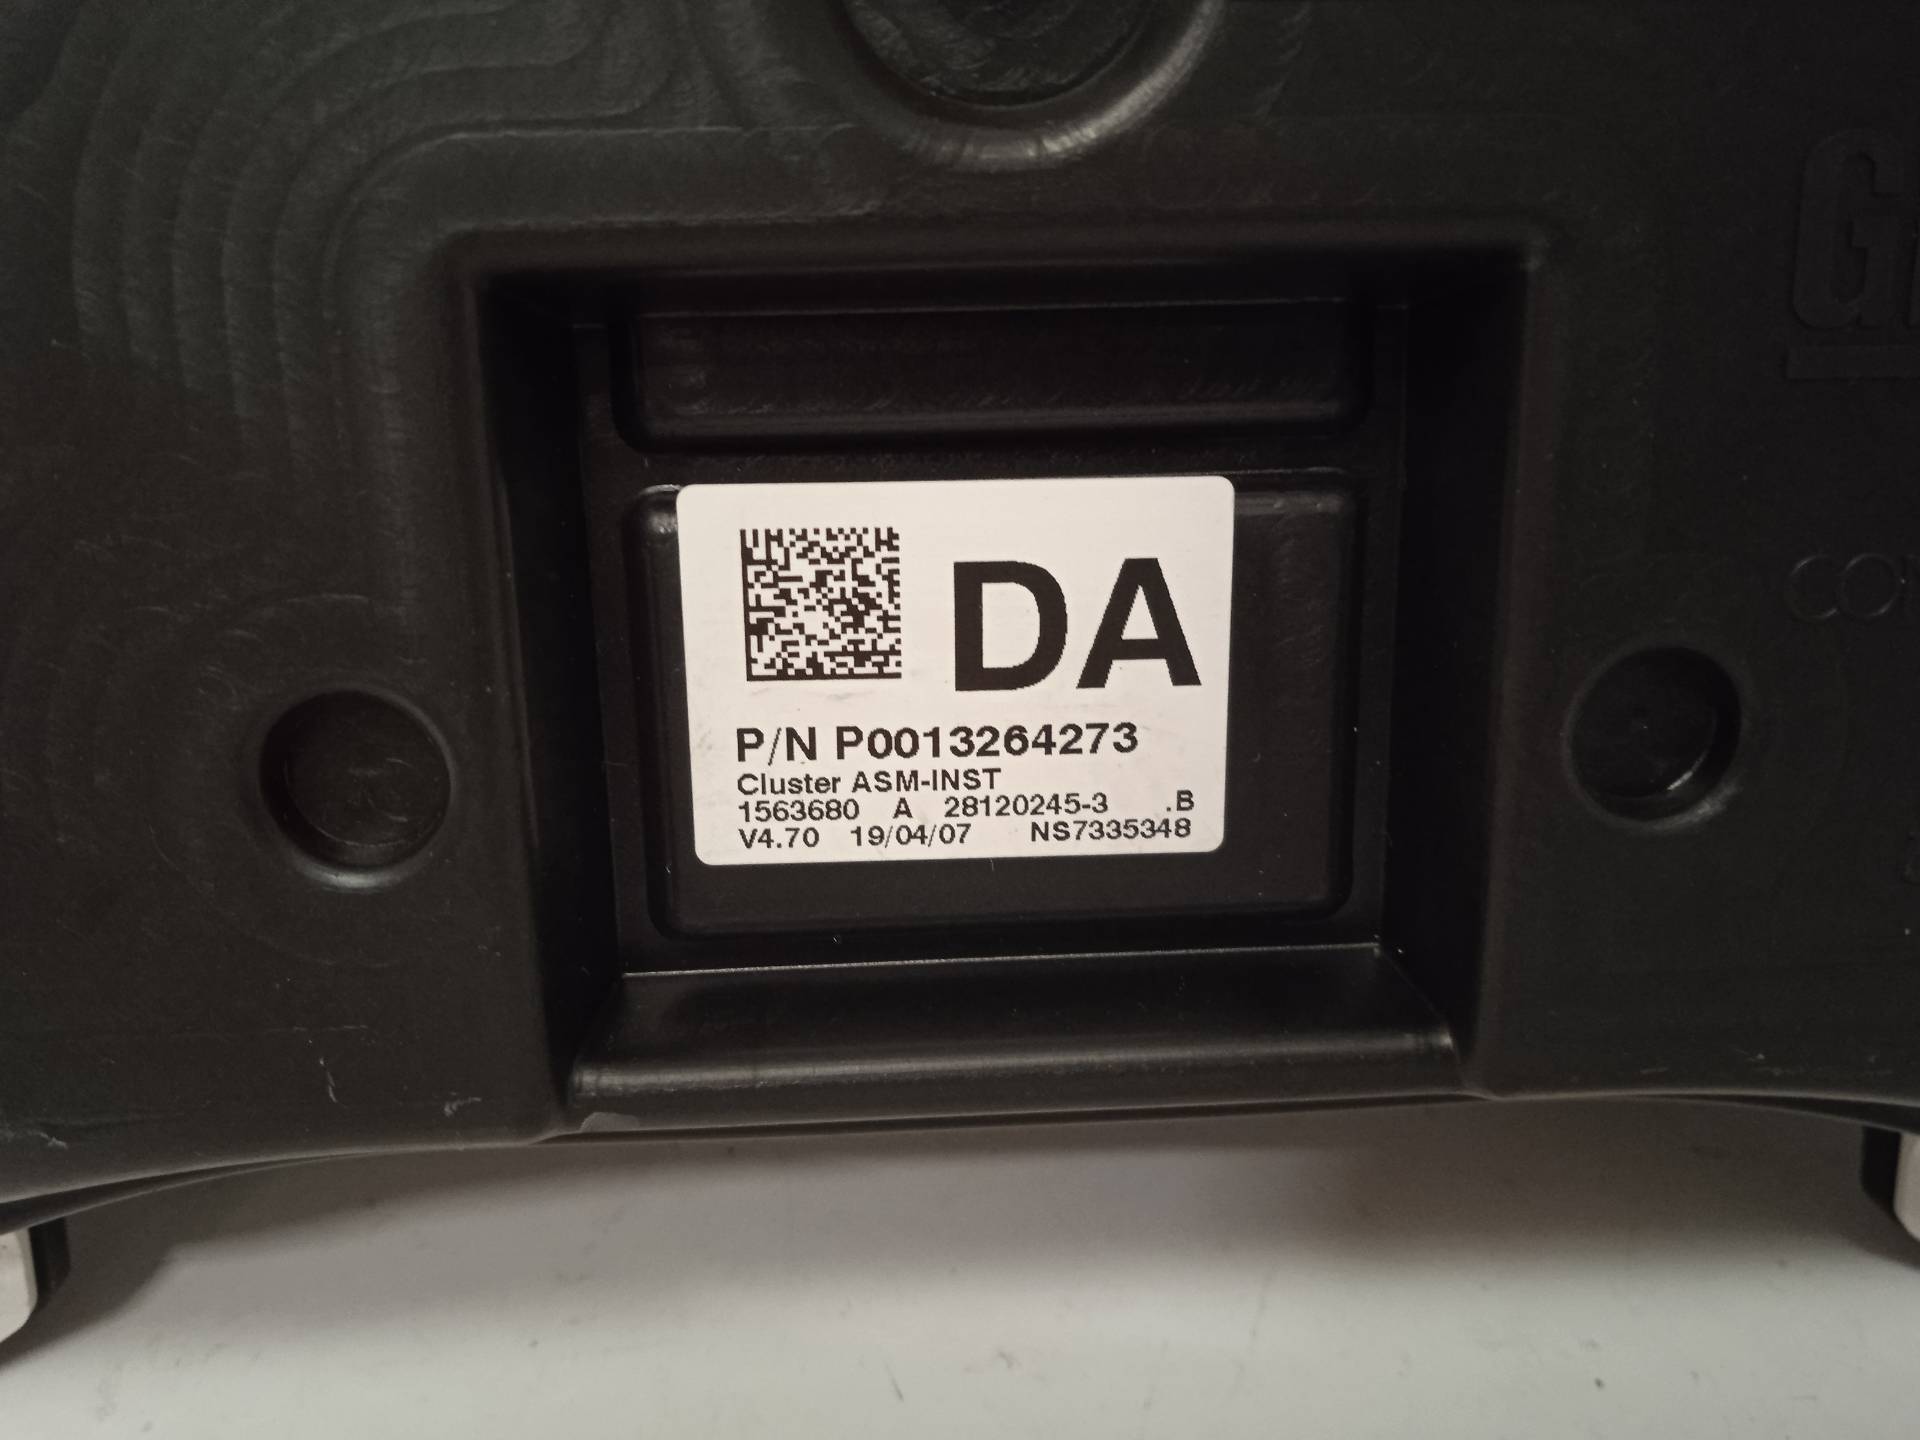 DA
P/N P0013264273
Cluster ASM-INST
1563680 A 28120245-3 .B
V4.70 19/04/07 NS7335348